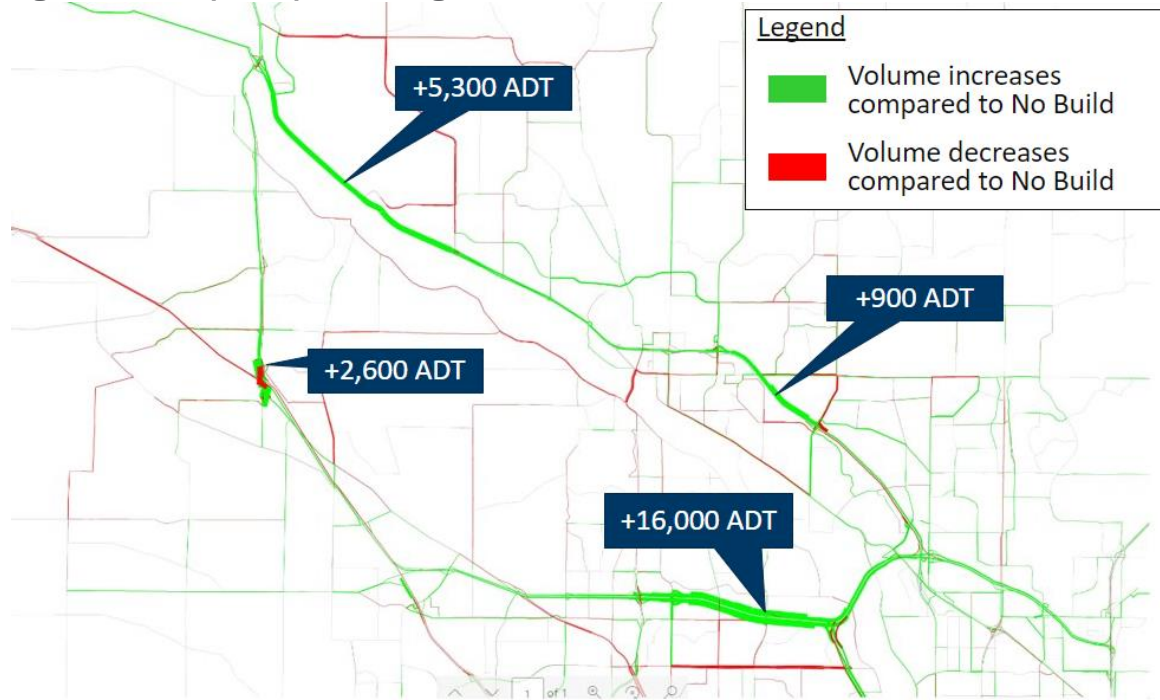 Legend
Volume increases
compared to No Build
Volume decreases
compared to No Build
+5,300 ADT
+900 ADT
+2,600 ADT
+16,000 ADT
1 of 1